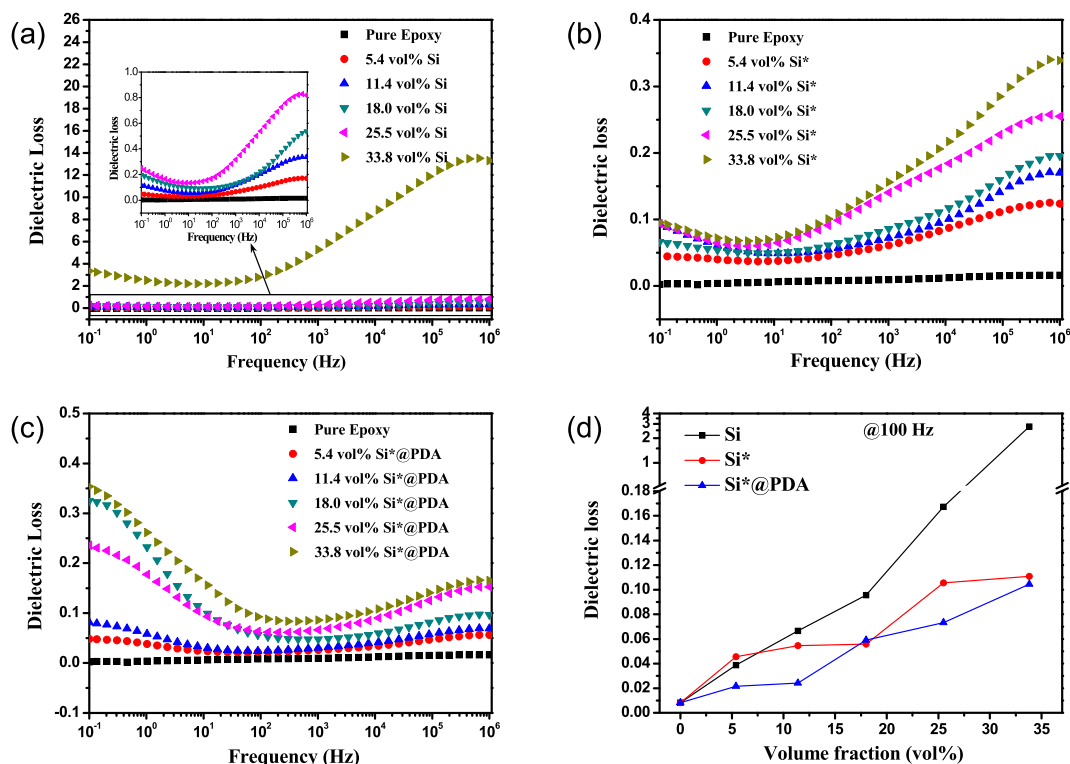 (a)
26
24
22
20
18
16
14
12
10
8
6
4
2
0
Dielectric Loss
Pure Epoxy
5.4 vol% Si
11.4 vol% Si
18.0 vol% Si
25.5 vol% Si
33.8 vol% Si
1.0
0.8
0.6
0.4
0.2
0.0
Dielectric loss
10⁻¹ 10⁰ 10¹ 10² 10³ 10⁴ 10⁵ 10⁶
Frequency (Hz)
10⁻¹ 10⁰ 10¹ 10² 10³ 10⁴ 10⁵ 10⁶
Frequency (Hz)
(b)
0.4
0.3
0.2
0.1
0.0
Dielectric loss
Pure Epoxy
5.4 vol% Si*
11.4 vol% Si*
18.0 vol% Si*
25.5 vol% Si*
33.8 vol% Si*
10⁻¹ 10⁰ 10¹ 10² 10³ 10⁴ 10⁵ 10⁶
Frequency (Hz)
(c)
0.5
0.4
0.3
0.2
0.1
0.0
-0.1
Dielectric Loss
Pure Epoxy
5.4 vol% Si*@PDA
11.4 vol% Si*@PDA
18.0 vol% Si*@PDA
25.5 vol% Si*@PDA
33.8 vol% Si*@PDA
10⁻¹ 10⁰ 10¹ 10² 10³ 10⁴ 10⁵ 10⁶
Frequency (Hz)
(d)
4
3
2
1
0.18
0.16
0.14
0.12
0.10
0.08
0.06
0.04
0.02
0.00
Dielectric loss
@100 Hz
Si
Si*
Si*@PDA
0 5 10 15 20 25 30 35
Volume fraction (vol%)